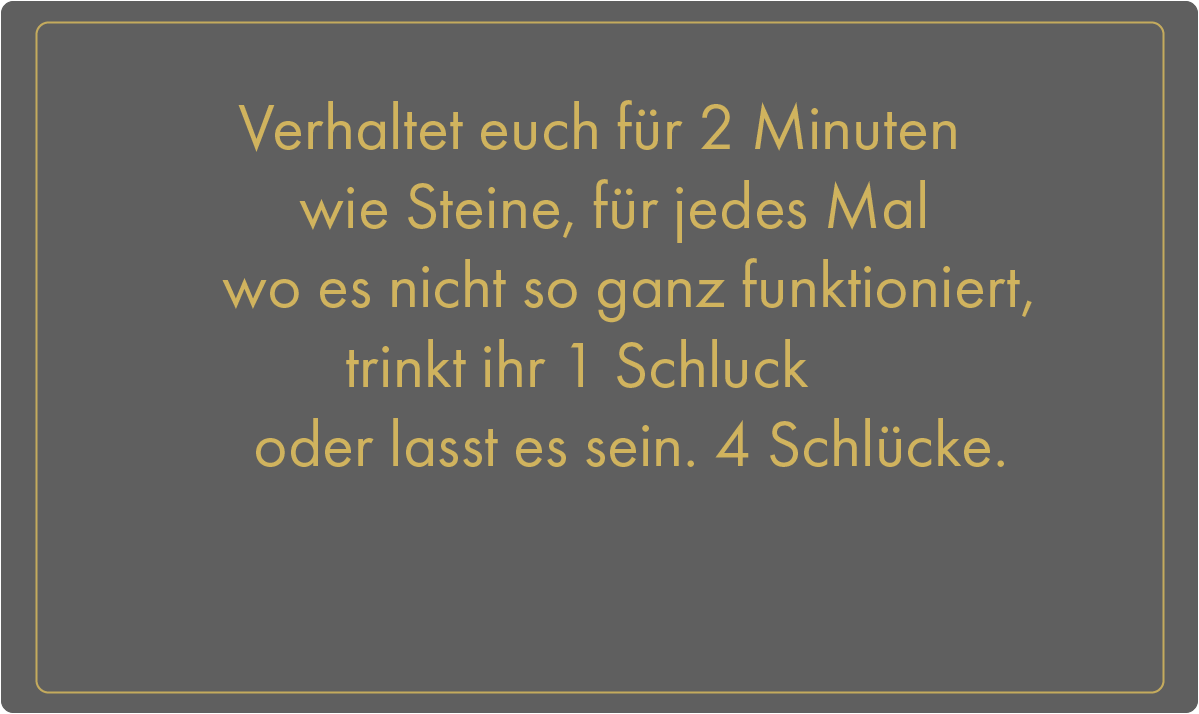 Verhaltet euch für 2 Minuten
wie Steine, für jedes Mal
wo es nicht so ganz funktioniert,
trinkt ihr 1 Schluck
oder lasst es sein. 4 Schlücke.